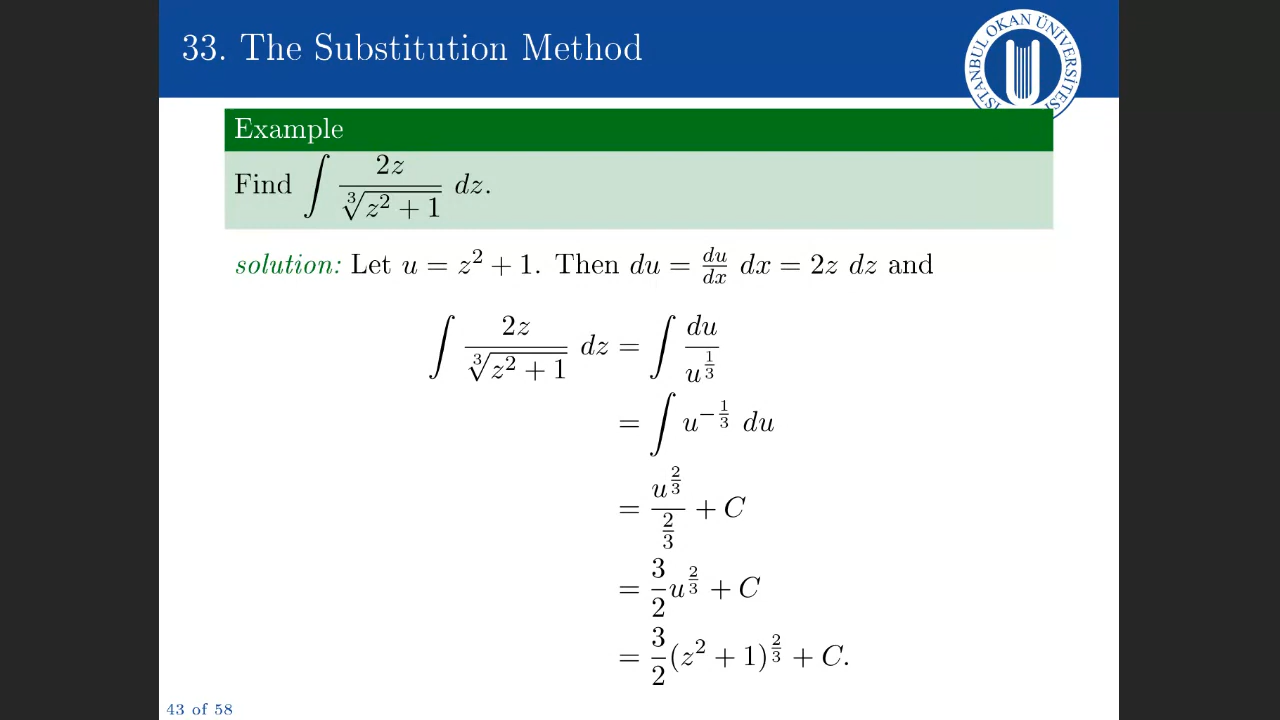 33. The Substitution Method
İSTANBUL OKAN ÜNİVERSİTESİ
Example
Find ∫ 2z / ∛(z² + 1) dz.
solution: Let u = z² + 1. Then du = du/dx dx = 2z dz and
∫ 2z / ∛(z² + 1) dz = ∫ du / u^(1/3)
= ∫ u^(−1/3) du
= u^(2/3) / (2/3) + C
= 3/2 u^(2/3) + C
= 3/2 (z² + 1)^(2/3) + C.
43 of 58